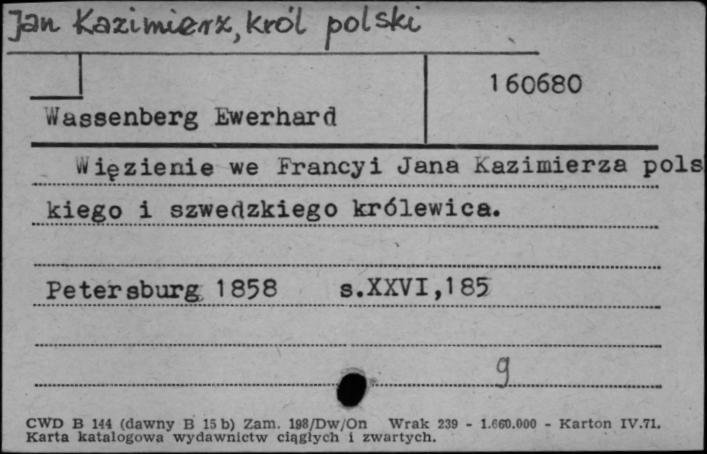 Jan Kazimierz, król polski
160680
Wassenberg Ewerhard
Więzienie we Francyi Jana Kazimierza pols
kiego i szwedzkiego królewica.
Petersburg 1858 s.XXVI,185
g
CWD B 144 (dawny B 15 b) Zam. 198/Dw/On Wrak 239 - 1.660.000 - Karton IV.71.
Karta katalogowa wydawnictw ciągłych i zwartych.